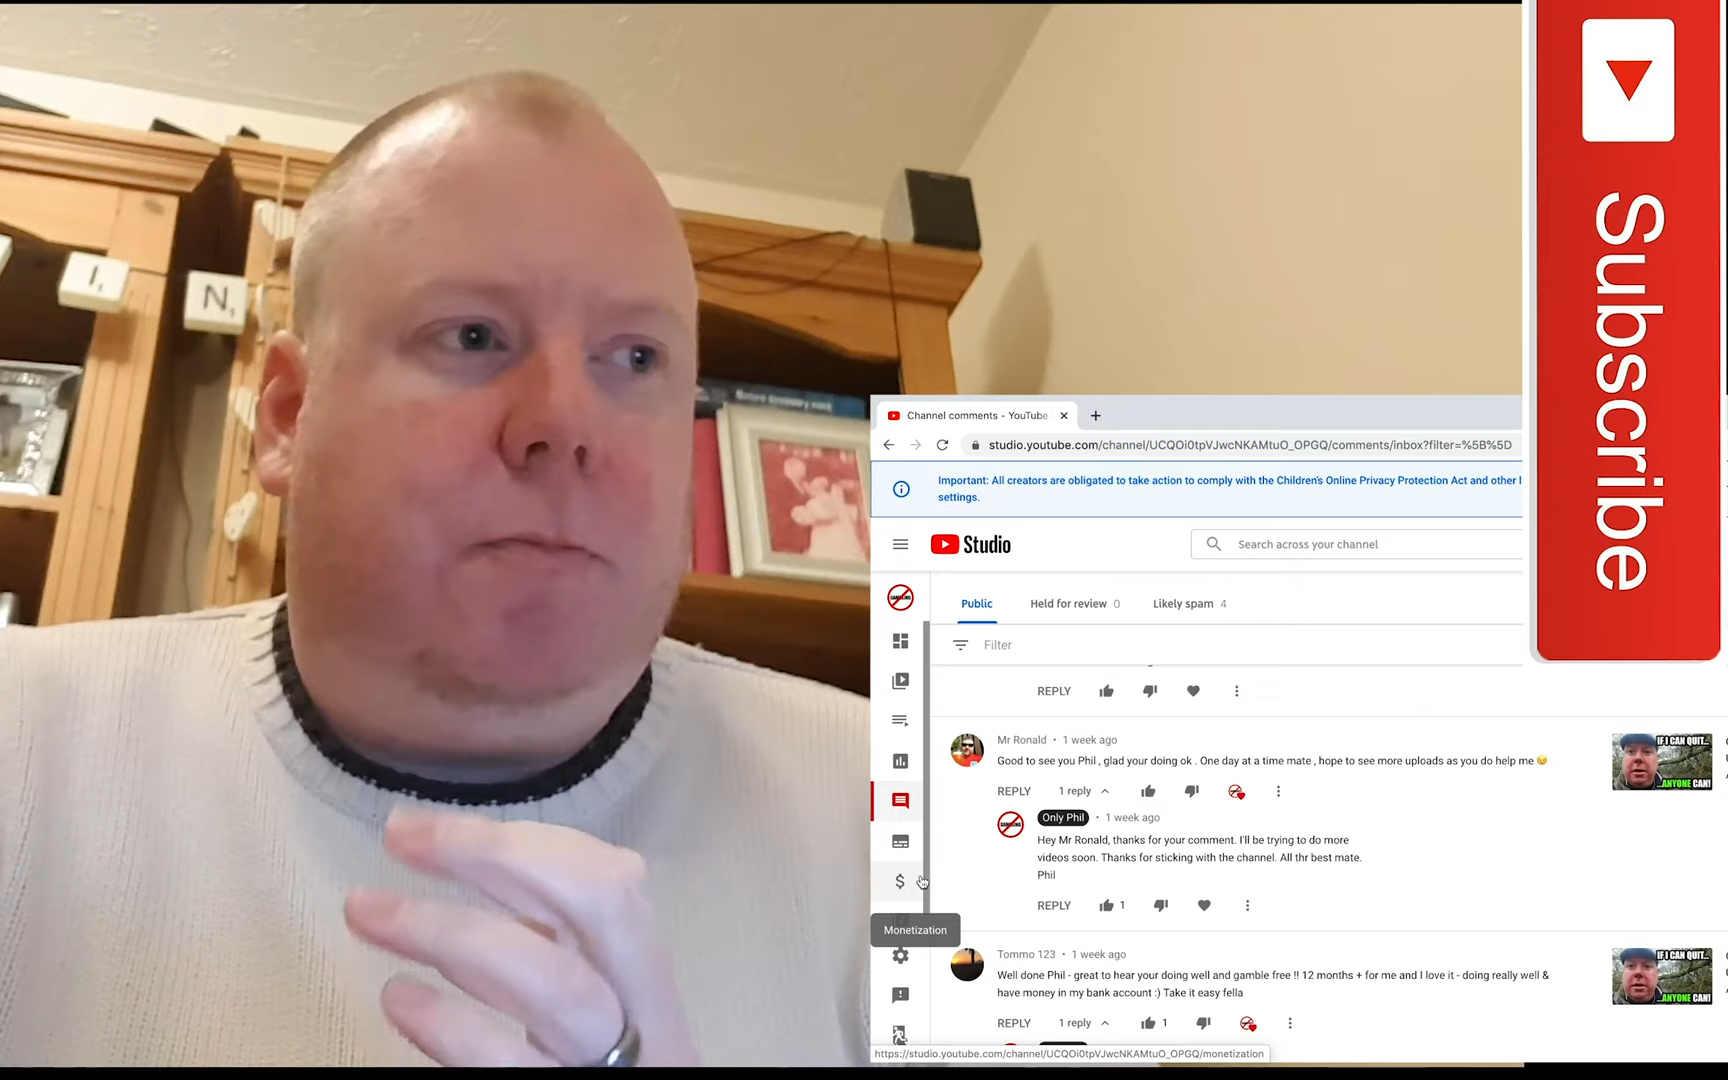 I
N
Subscribe
Channel comments - YouTube
studio.youtube.com/channel/UCQOi0tpVJwcNKAMtuO_OPGQ/comments/inbox?filter=%5B%5D
Important: All creators are obligated to take action to comply with the Children's Online Privacy Protection Act and other l
settings.
Studio
Search across your channel
Public
Held for review 0
Likely spam 4
Filter
REPLY
Mr Ronald • 1 week ago
Good to see you Phil , glad your doing ok . One day at a time mate , hope to see more uploads as you do help me 😊
IF I CAN QUIT...
...ANYONE CAN!
REPLY 1 reply
GAMBLING
Only Phil • 1 week ago
Hey Mr Ronald, thanks for your comment. I'll be trying to do more
videos soon. Thanks for sticking with the channel. All thr best mate.
Phil
$
REPLY 1
Monetization
Tommo 123 • 1 week ago
Well done Phil - great to hear your doing well and gamble free !! 12 months + for me and I love it - doing really well &
have money in my bank account :) Take it easy fella
IF I CAN QUIT...
...ANYONE CAN!
REPLY 1 reply 1
https://studio.youtube.com/channel/UCQOi0tpVJwcNKAMtuO_OPGQ/monetization